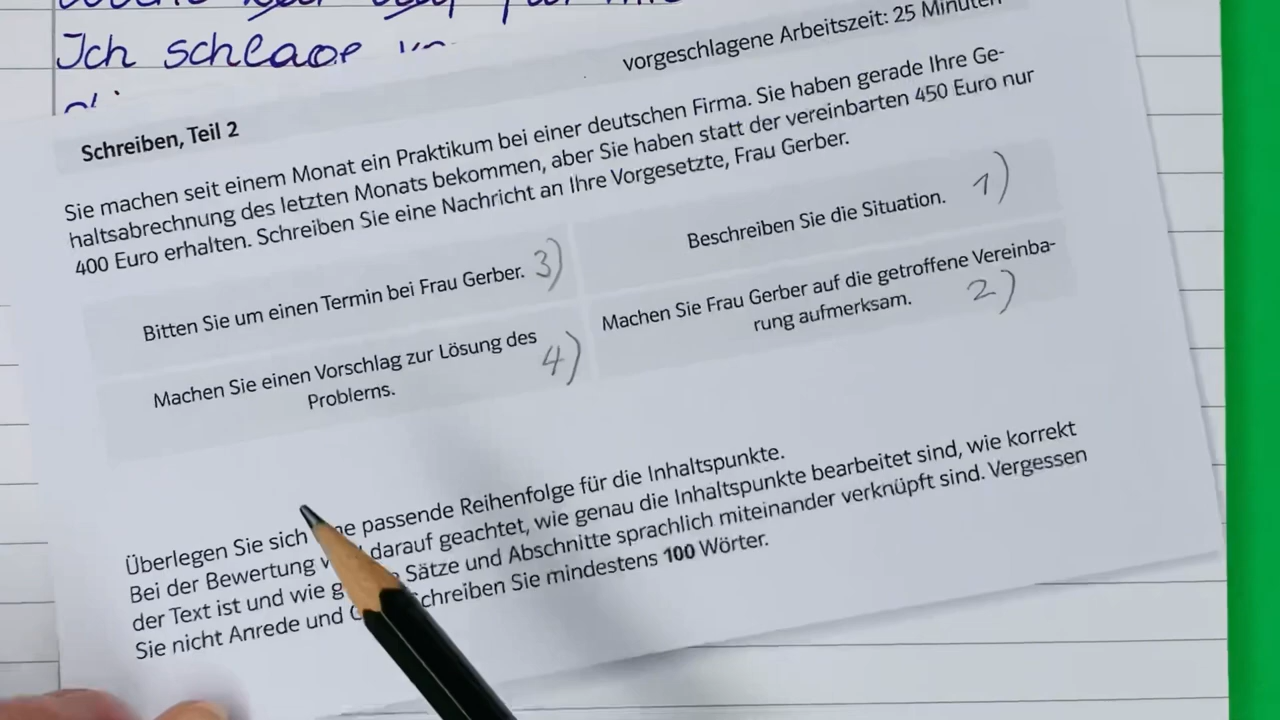 Ich schlafe im
vorgeschlagene Arbeitszeit: 25 Minuten
Schreiben, Teil 2
Sie machen seit einem Monat ein Praktikum bei einer deutschen Firma. Sie haben gerade Ihre Ge-
haltsabrechnung des letzten Monats bekommen, aber Sie haben statt der vereinbarten 450 Euro nur
400 Euro erhalten. Schreiben Sie eine Nachricht an Ihre Vorgesetzte, Frau Gerber.
Bitten Sie um einen Termin bei Frau Gerber. 3)
Beschreiben Sie die Situation. 1)
Machen Sie einen Vorschlag zur Lösung des
Problems. 4)
Machen Sie Frau Gerber auf die getroffene Vereinba-
rung aufmerksam. 2)
Überlegen Sie sich eine passende Reihenfolge für die Inhaltspunkte.
Bei der Bewertung darauf geachtet, wie genau die Inhaltspunkte bearbeitet sind, wie korrekt
der Text ist und wie Sätze und Abschnitte sprachlich miteinander verknüpft sind. Vergessen
Sie nicht Anrede und schreiben Sie mindestens 100 Wörter.